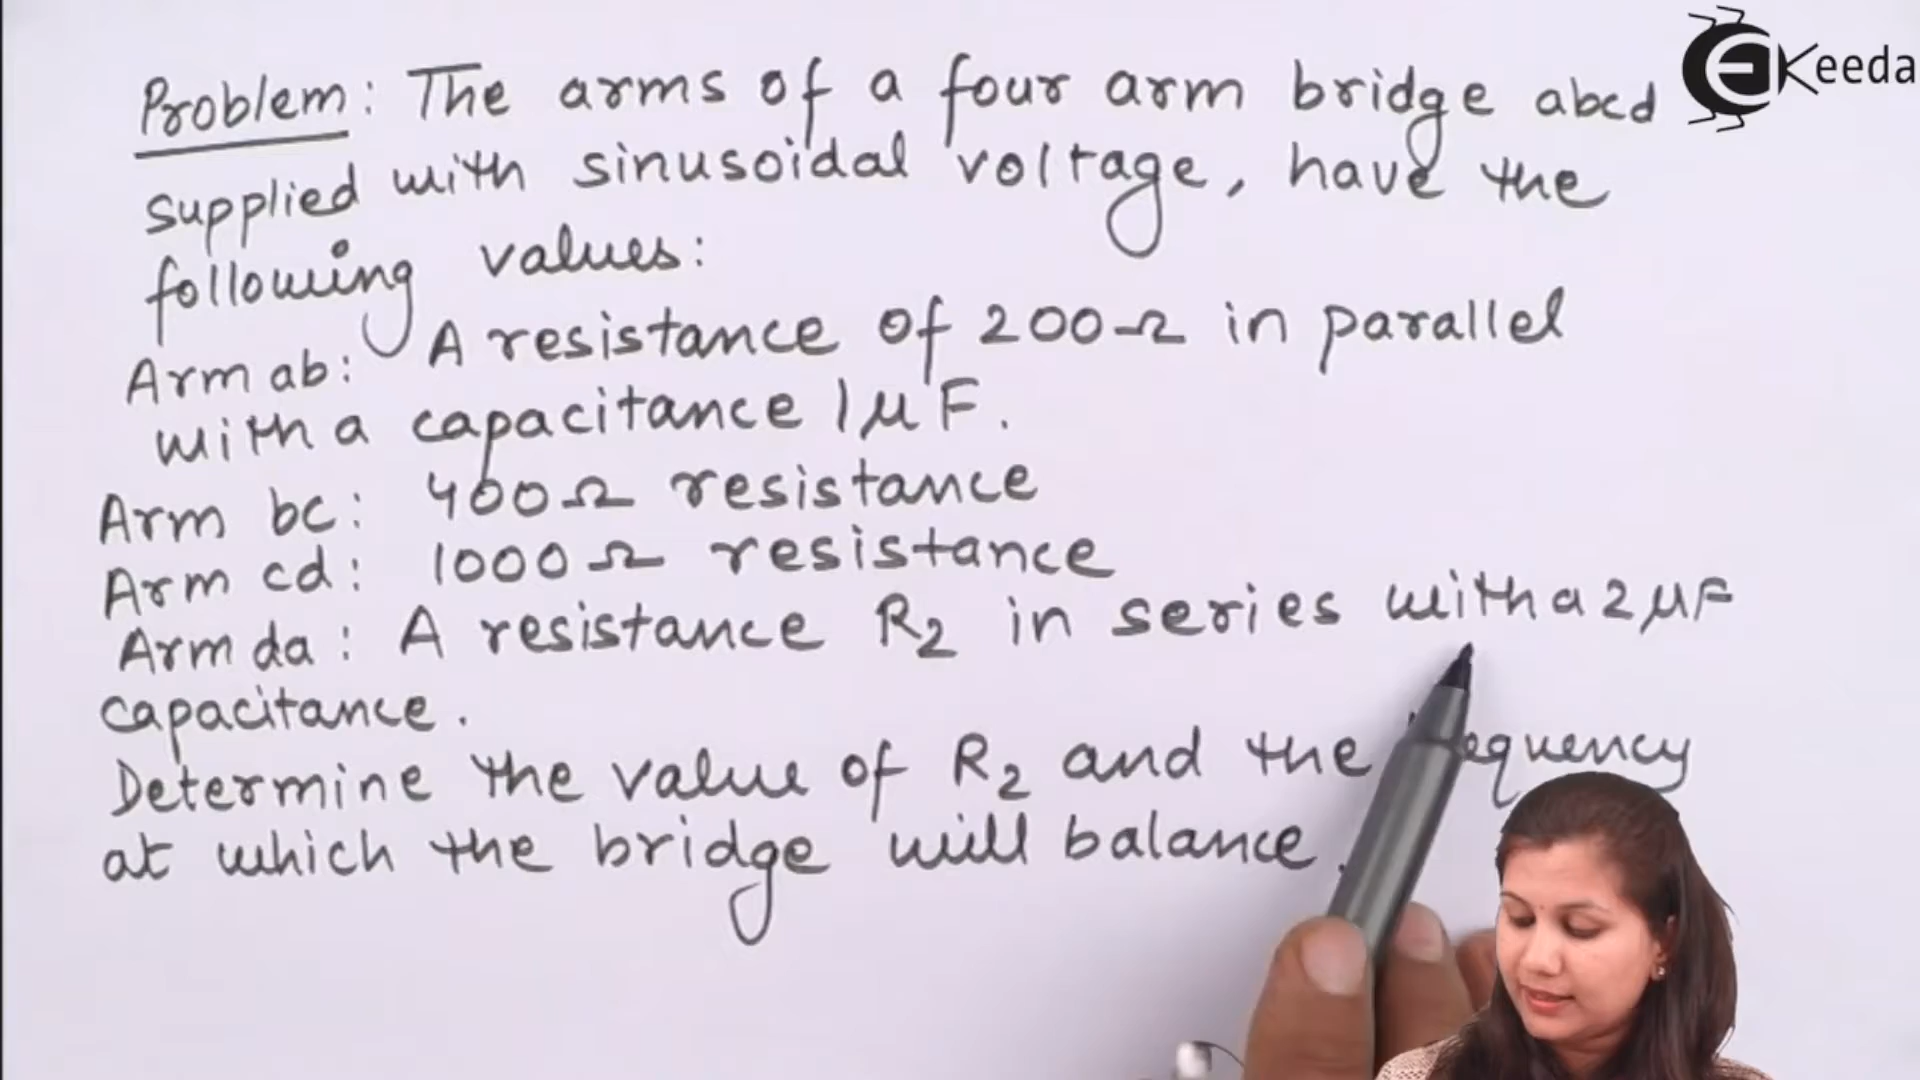 Problem: The arms of a four arm bridge abcd
supplied with sinusoidal voltage, have the
following values:
Arm ab: A resistance of 200Ω in parallel
with a capacitance 1μF.
Arm bc: 400Ω resistance
Arm cd: 1000Ω resistance
Arm da: A resistance R2 in series with a 2μF
capacitance.
Determine the value of R2 and the
at which the bridge will balance.
EKeeda